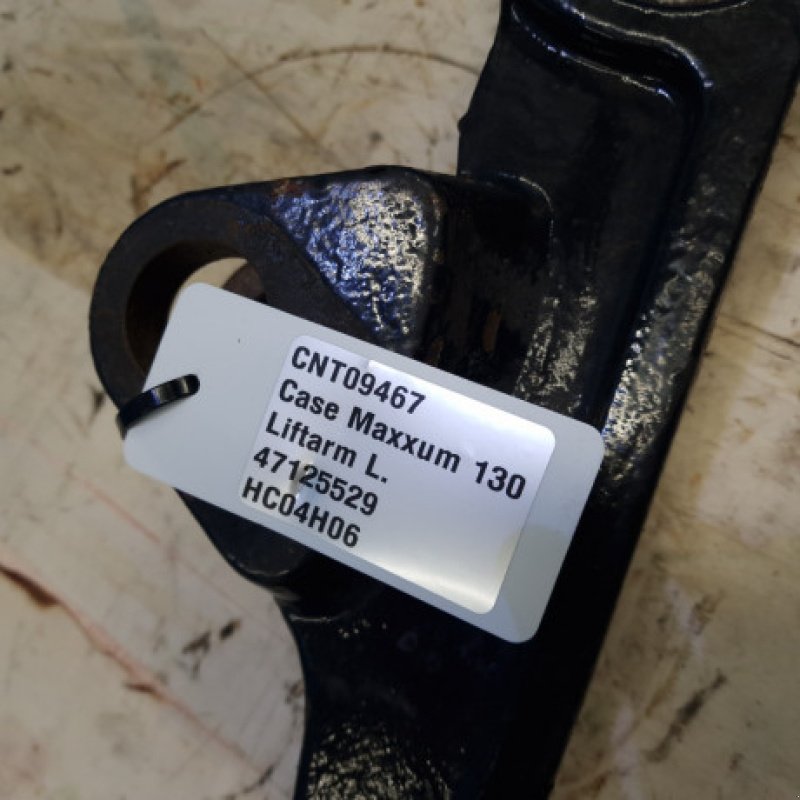 CNT09467
Case Maxxum 130
Liftarm L.
47125529
HC04H06